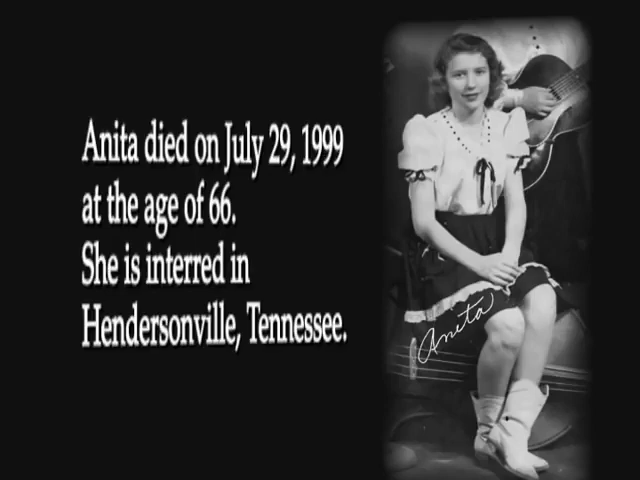 Anita died on July 29, 1999
at the age of 66.
She is interred in
Hendersonville, Tennessee.
Anita